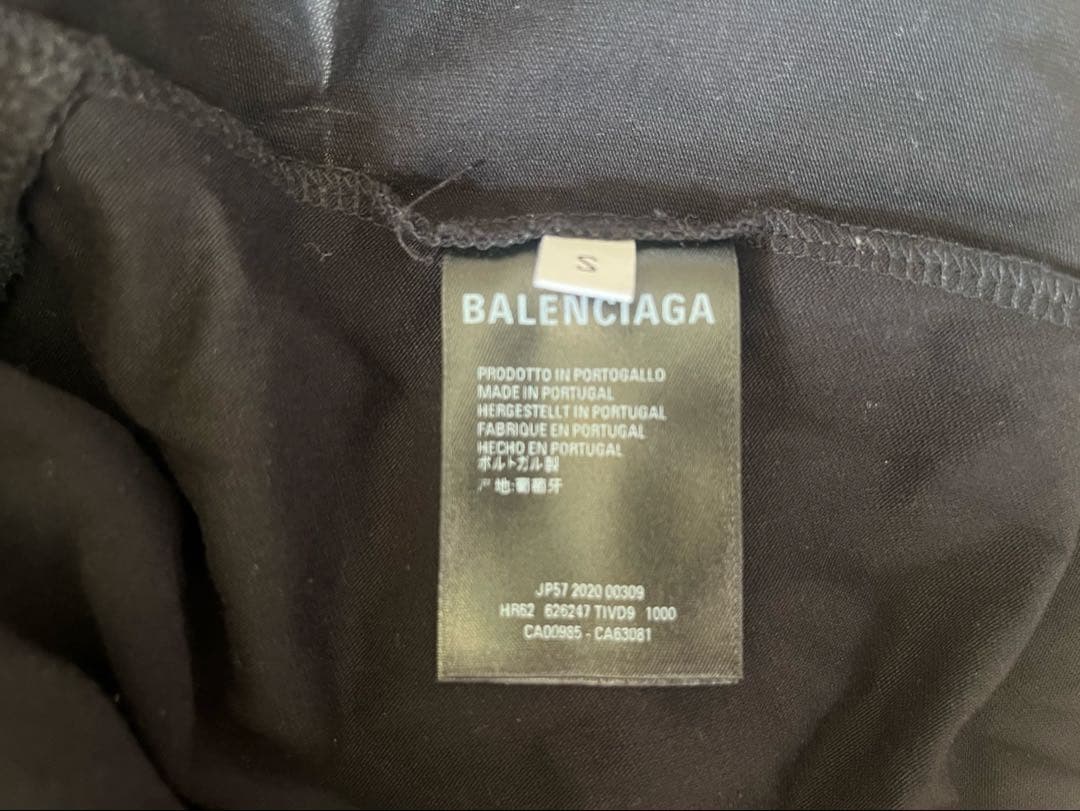 S
BALENCIAGA
PRODOTTO IN PORTOGALLO
MADE IN PORTUGAL
HERGESTELLT IN PORTUGAL
FABRIQUE EN PORTUGAL
HECHO EN PORTUGAL
ポルトガル製
产地:葡萄牙
JP57 2020 00309
HR62 626247 TIVD9 1000
CA00985 - CA63081